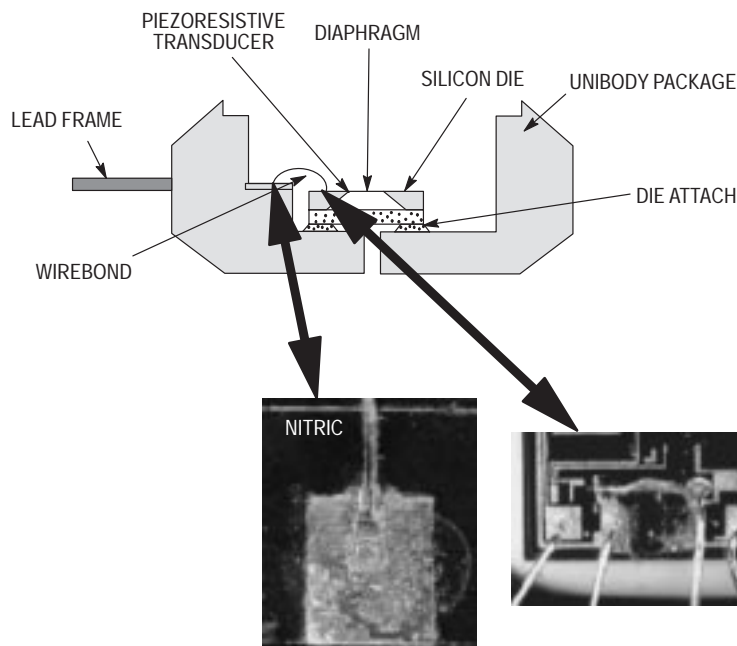 PIEZORESISTIVE
TRANSDUCER
DIAPHRAGM
SILICON DIE
UNIBODY PACKAGE
LEAD FRAME
DIE ATTACH
WIREBOND
NITRIC